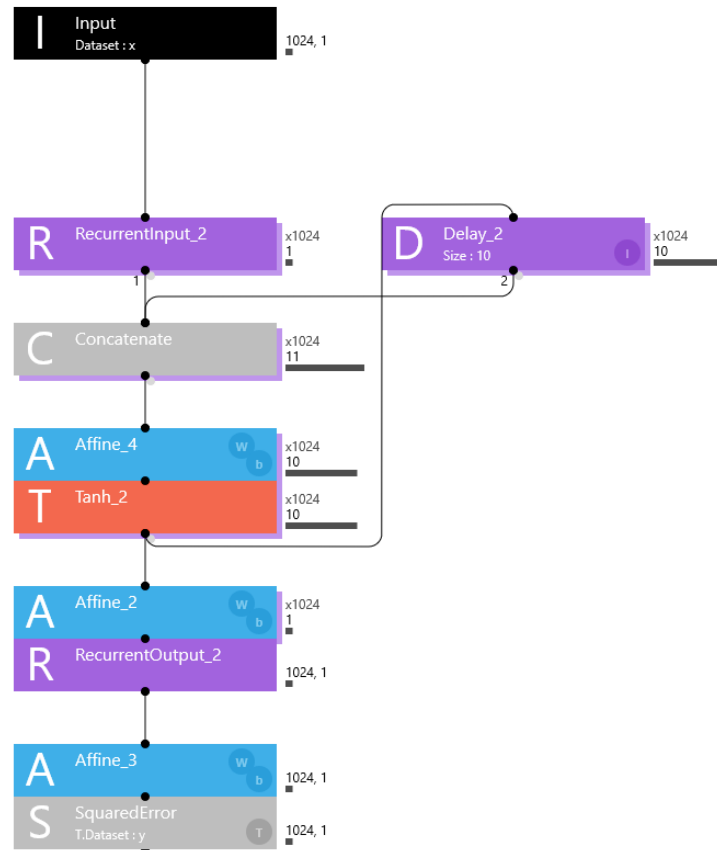 I
Input
Dataset : x
1024, 1
R
RecurrentInput_2
x1024
1
1
D
Delay_2
Size : 10
I
x1024
10
2
C
Concatenate
x1024
11
A
Affine_4
W
b
x1024
10
T
Tanh_2
x1024
10
A
Affine_2
W
b
x1024
1
R
RecurrentOutput_2
1024, 1
A
Affine_3
W
b
1024, 1
S
SquaredError
T.Dataset : y
T
1024, 1